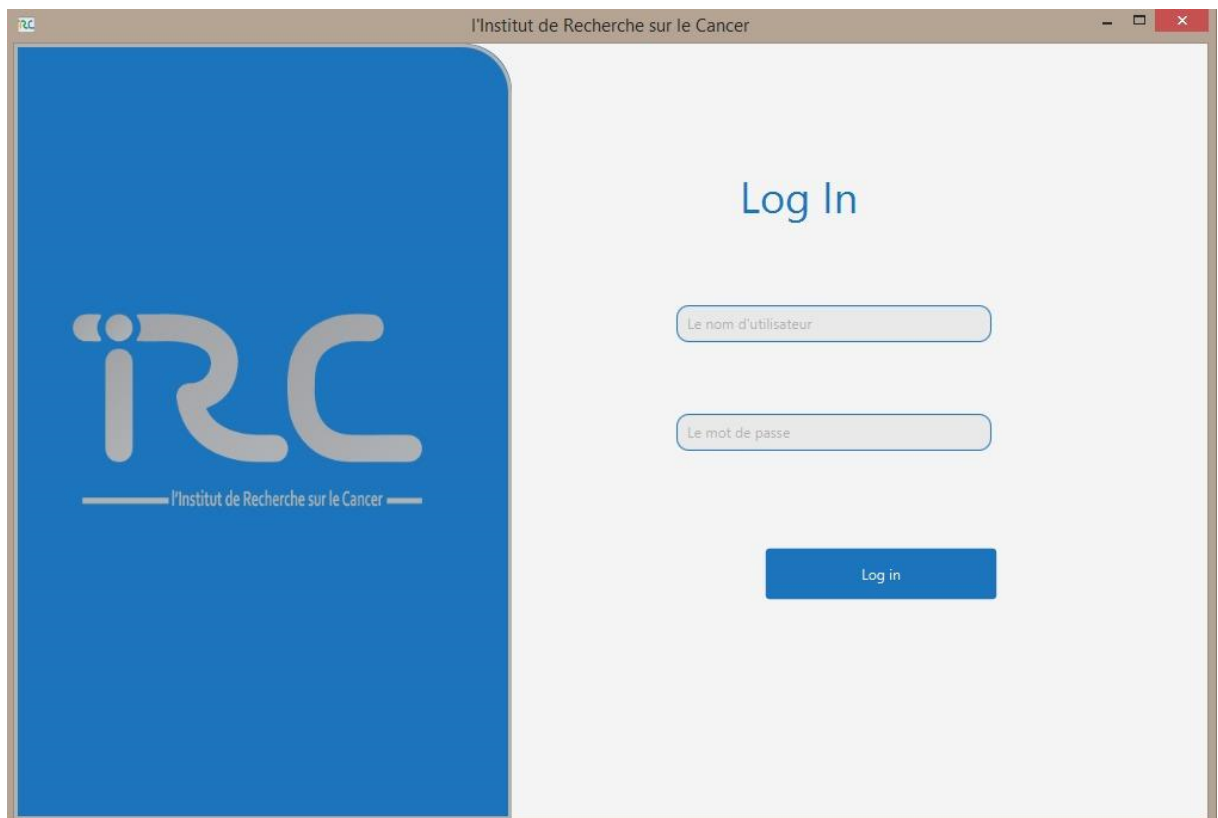 iRC
l'Institut de Recherche sur le Cancer
iRC
l'Institut de Recherche sur le Cancer
Log In
Le nom d'utilisateur
Le mot de passe
Log in